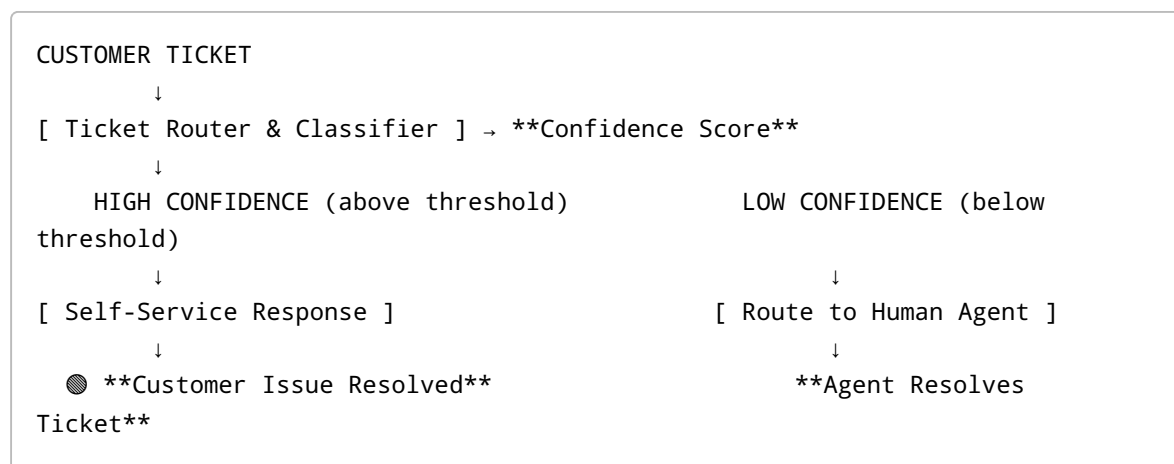 CUSTOMER TICKET
↓
[ Ticket Router & Classifier ] → **Confidence Score**
↓
HIGH CONFIDENCE (above threshold) LOW CONFIDENCE (below
threshold)
↓ ↓
[ Self-Service Response ] [ Route to Human Agent ]
↓ ↓
**Customer Issue Resolved** **Agent Resolves
Ticket**